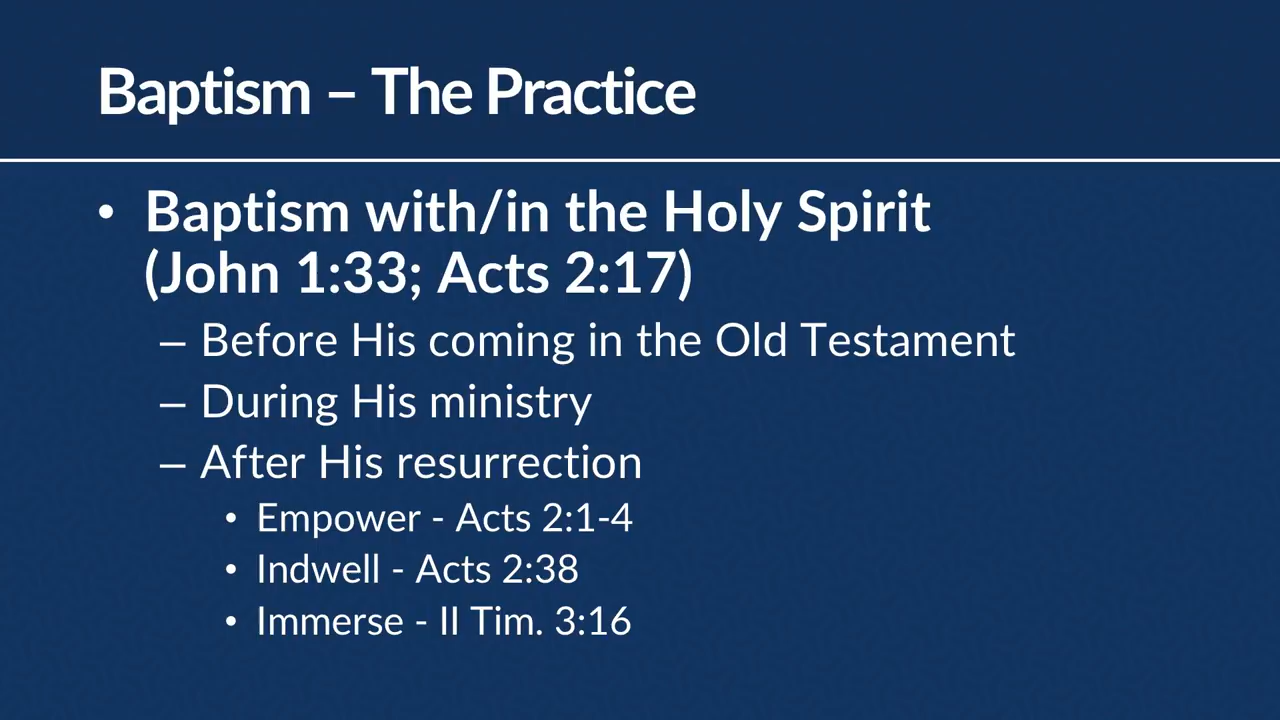 Baptism – The Practice
• Baptism with/in the Holy Spirit
(John 1:33; Acts 2:17)
– Before His coming in the Old Testament
– During His ministry
– After His resurrection
• Empower - Acts 2:1-4
• Indwell - Acts 2:38
• Immerse - II Tim. 3:16